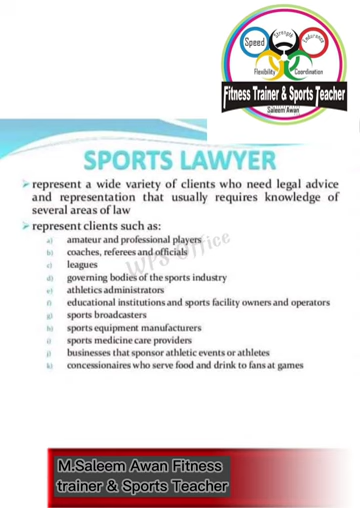 Speed
Strength
Endurance
Flexibility
Coordination
Fitness Trainer & Sports Teacher
Saleem Awan
SPORTS LAWYER
represent a wide variety of clients who need legal advice
and representation that usually requires knowledge of
several areas of law
represent clients such as:
a) amateur and professional players
b) coaches, referees and officials
c) leagues
d) governing bodies of the sports industry
e) athletics administrators
f) educational institutions and sports facility owners and operators
g) sports broadcasters
h) sports equipment manufacturers
i) sports medicine care providers
j) businesses that sponsor athletic events or athletes
k) concessionaires who serve food and drink to fans at games
WPS Office
M.Saleem Awan Fitness
trainer & Sports Teacher